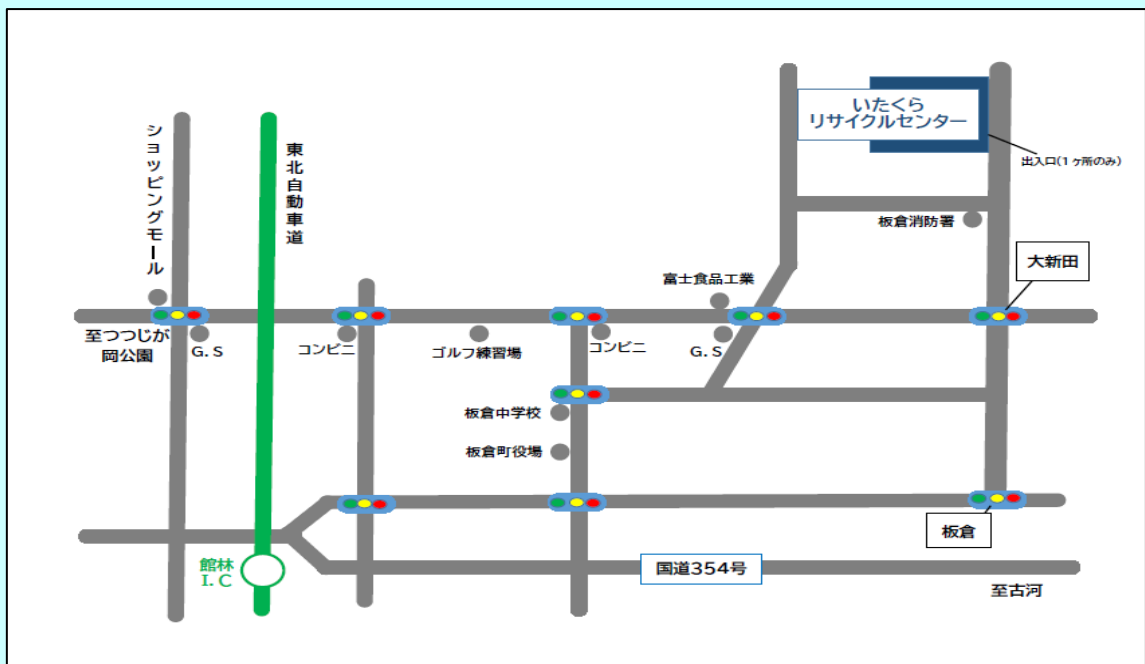 いたくら
リサイクルセンター
出入口(1ヶ所のみ)
ショッピングモール
東北自動車道
板倉消防署
大新田
富士食品工業
至つつじが
岡公園
G.S
コンビニ
ゴルフ練習場
コンビニ
G.S
板倉中学校
板倉町役場
板倉
館林
I.C
国道354号
至古河